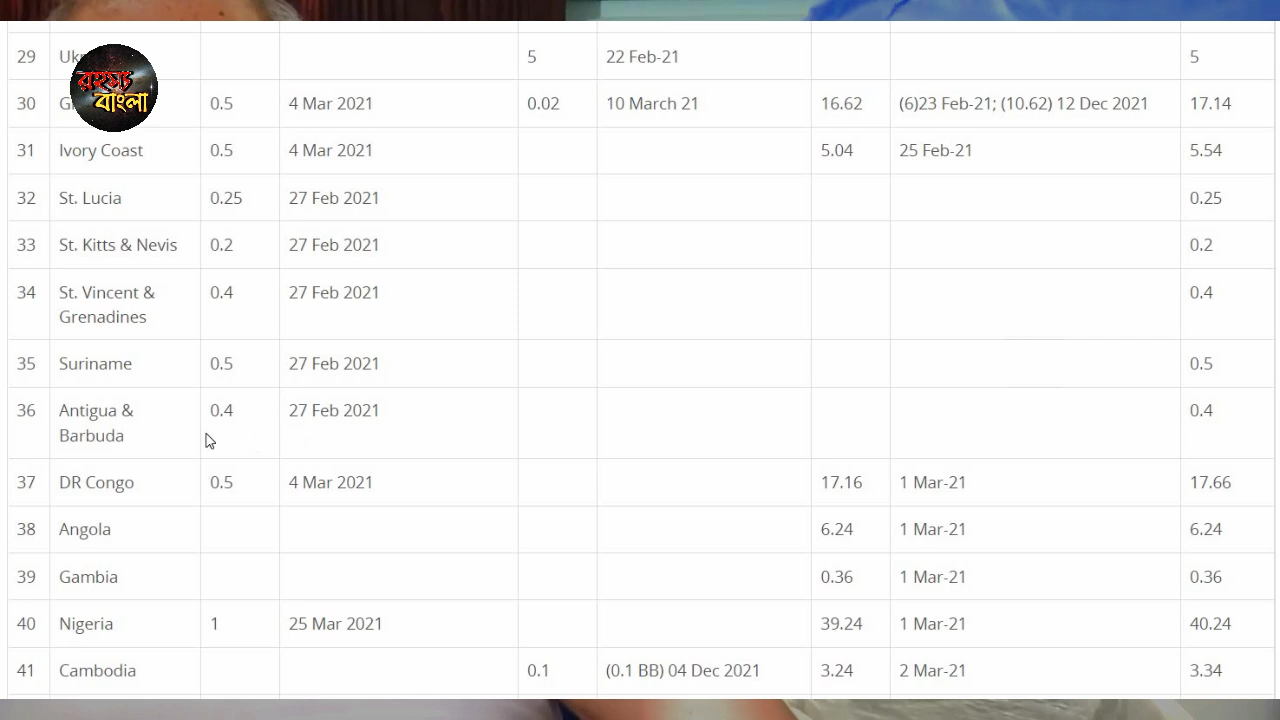 29 5 22 Feb-21 5
রহস্য
বাংলা
30 0.5 4 Mar 2021 0.02 10 March 21 16.62 (6)23 Feb-21; (10.62) 12 Dec 2021 17.14
31 Ivory Coast 0.5 4 Mar 2021 5.04 25 Feb-21 5.54
32 St. Lucia 0.25 27 Feb 2021 0.25
33 St. Kitts & Nevis 0.2 27 Feb 2021 0.2
34 St. Vincent & 0.4 27 Feb 2021 0.4
Grenadines
35 Suriname 0.5 27 Feb 2021 0.5
36 Antigua & 0.4 27 Feb 2021 0.4
Barbuda
37 DR Congo 0.5 4 Mar 2021 17.16 1 Mar-21 17.66
38 Angola 6.24 1 Mar-21 6.24
39 Gambia 0.36 1 Mar-21 0.36
40 Nigeria 1 25 Mar 2021 39.24 1 Mar-21 40.24
41 Cambodia 0.1 (0.1 BB) 04 Dec 2021 3.24 2 Mar-21 3.34